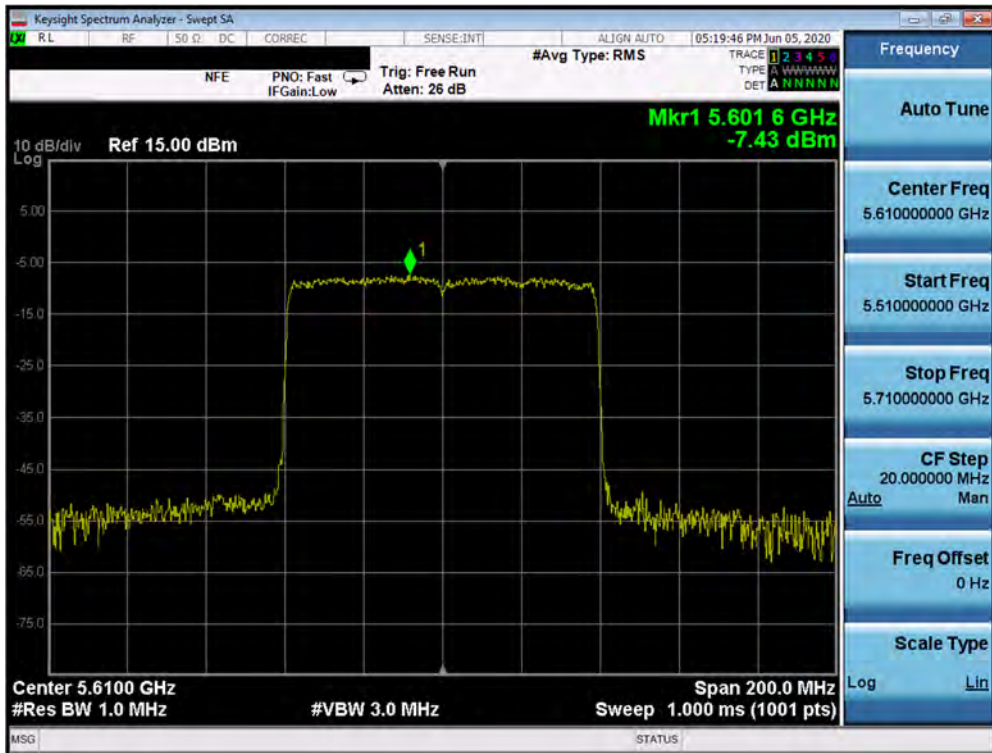 Keysight Spectrum Analyzer - Swept SA
LXI RL RF 50 Ω DC CORREC SENSE:INT ALIGN AUTO 05:19:46 PM Jun 05, 2020
#Avg Type: RMS TRACE 1 2 3 4 5 6
NFE PNO: Fast Trig: Free Run TYPE A WWWWW
IFGain:Low Atten: 26 dB DET A N N N N N
Mkr1 5.601 6 GHz
-7.43 dBm
10 dB/div Ref 15.00 dBm
Log
1
5.00
-5.00
-15.0
-25.0
-35.0
-45.0
-55.0
-65.0
-75.0
Center 5.6100 GHz Span 200.0 MHz
#Res BW 1.0 MHz #VBW 3.0 MHz Sweep 1.000 ms (1001 pts)
MSG STATUS
Frequency
Auto Tune
Center Freq
5.610000000 GHz
Start Freq
5.510000000 GHz
Stop Freq
5.710000000 GHz
CF Step
20.000000 MHz
Auto Man
Freq Offset
0 Hz
Scale Type
Log Lin